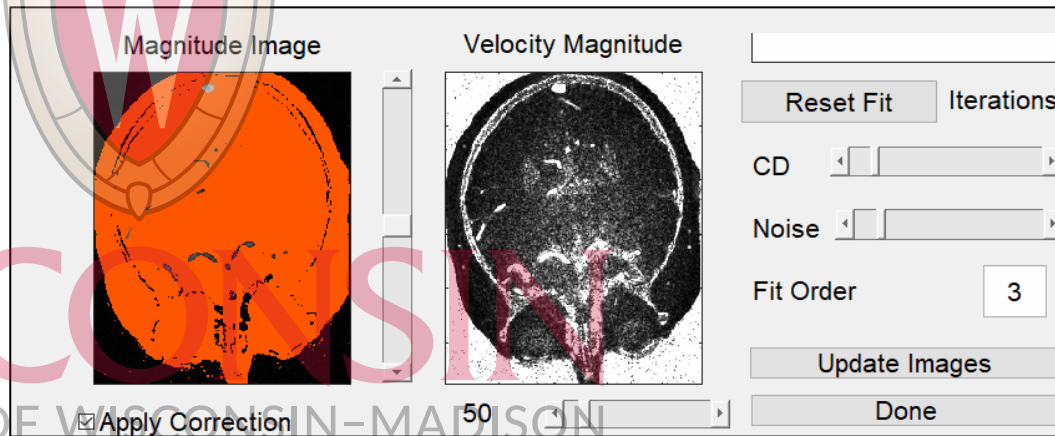 Magnitude Image
Velocity Magnitude
Reset Fit
Iterations
CD
Noise
Fit Order
3
Update Images
50
Done
Apply Correction
W
CONSIN
OF WISCONSIN–MADISON